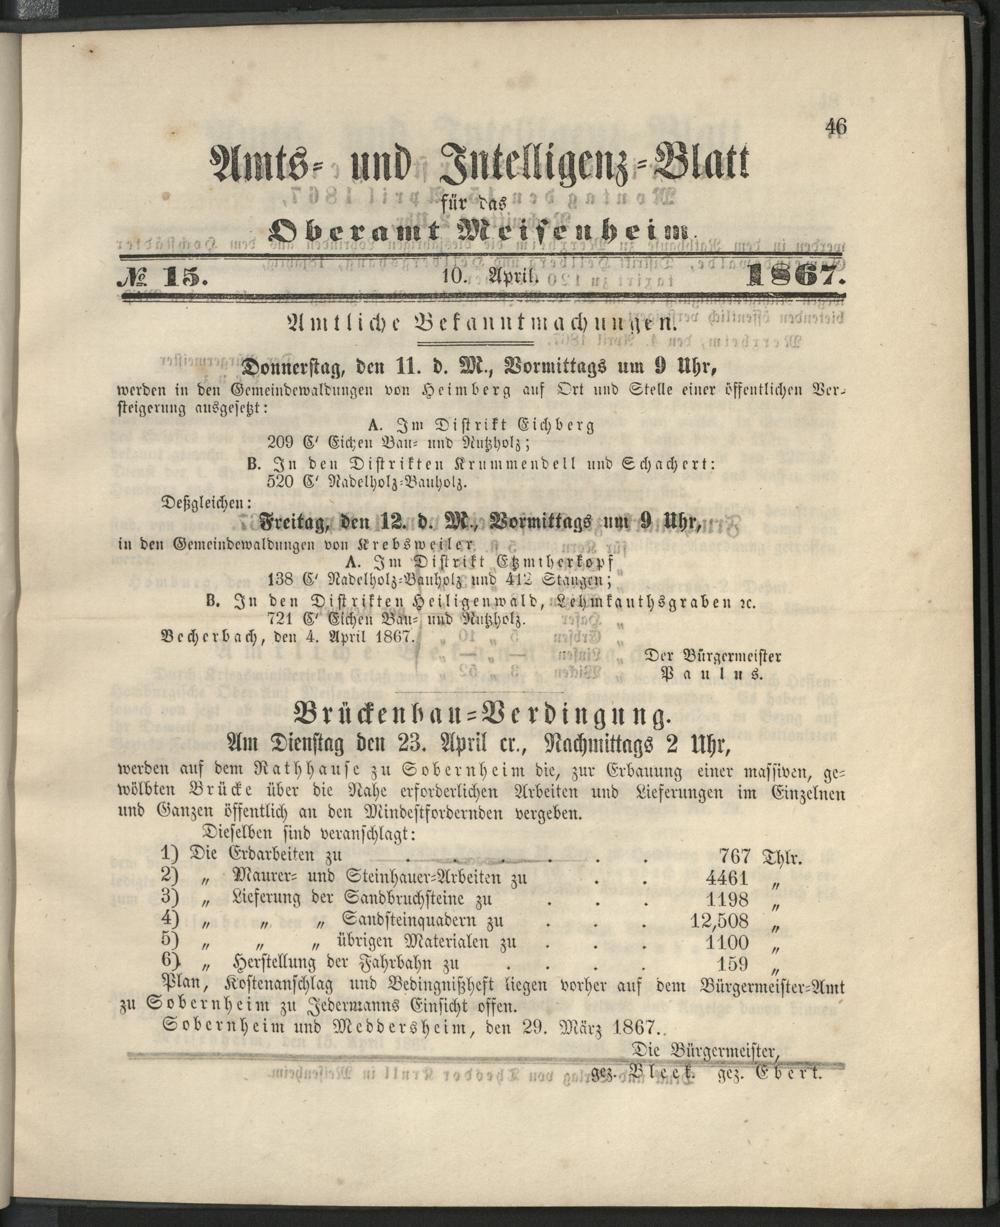 46
Amts- und Intelligenz-Blatt
für das
Oberamt Meisenheim.
№ 15. 10. April. 1867.
Amtliche Bekanntmachungen.
Donnerstag, den 11. d. M., Vormittags um 9 Uhr,
werden in den Gemeindewaldungen von Heimberg auf Ort und Stelle einer öffentlichen Ver-
steigerung ausgesetzt:
A. Im Distrikt Eichberg
209 C' Eichen Bau- und Nutzholz;
B. In den Distrikten Krummendell und Schachert:
520 C' Nadelholz-Bauholz.
Deßgleichen:
Freitag, den 12. d. M., Vormittags um 9 Uhr,
in den Gemeindewaldungen von Krebsweiler
A. Im Distrikt Etzmtherkopf
138 C' Nadelholz-Bauholz und 412 Stangen;
B. In den Distrikten Heiligenwald, Lehmkauthsgraben ꝛc.
721 C' Eichen Bau- und Nutzholz.
Becherbach, den 4. April 1867.
Der Bürgermeister
Paulus.
Brückenbau-Verdingung.
Am Dienstag den 23. April cr., Nachmittags 2 Uhr,
werden auf dem Rathhause zu Sobernheim die, zur Erbauung einer massiven, ge-
wölbten Brücke über die Nahe erforderlichen Arbeiten und Lieferungen im Einzelnen
und Ganzen öffentlich an den Mindestfordernden vergeben.
Dieselben sind veranschlagt:
1) Die Erdarbeiten zu . . . . . . 767 Thlr.
2) „ Maurer- und Steinhauer-Arbeiten zu . . 4461 „
3) „ Lieferung der Sandbruchsteine zu . . . 1198 „
4) „ „ „ Sandsteinquadern zu . . . 12,508 „
5) „ „ „ übrigen Materialen zu . . . 1100 „
6) „ Herstellung der Fahrbahn zu . . . . 159 „
Plan, Kostenanschlag und Bedingnißheft liegen vorher auf dem Bürgermeister-Amt
zu Sobernheim zu Jedermanns Einsicht offen.
Sobernheim und Meddersheim, den 29. März 1867.
Die Bürgermeister,
gez. Bleek. gez. Ebert.